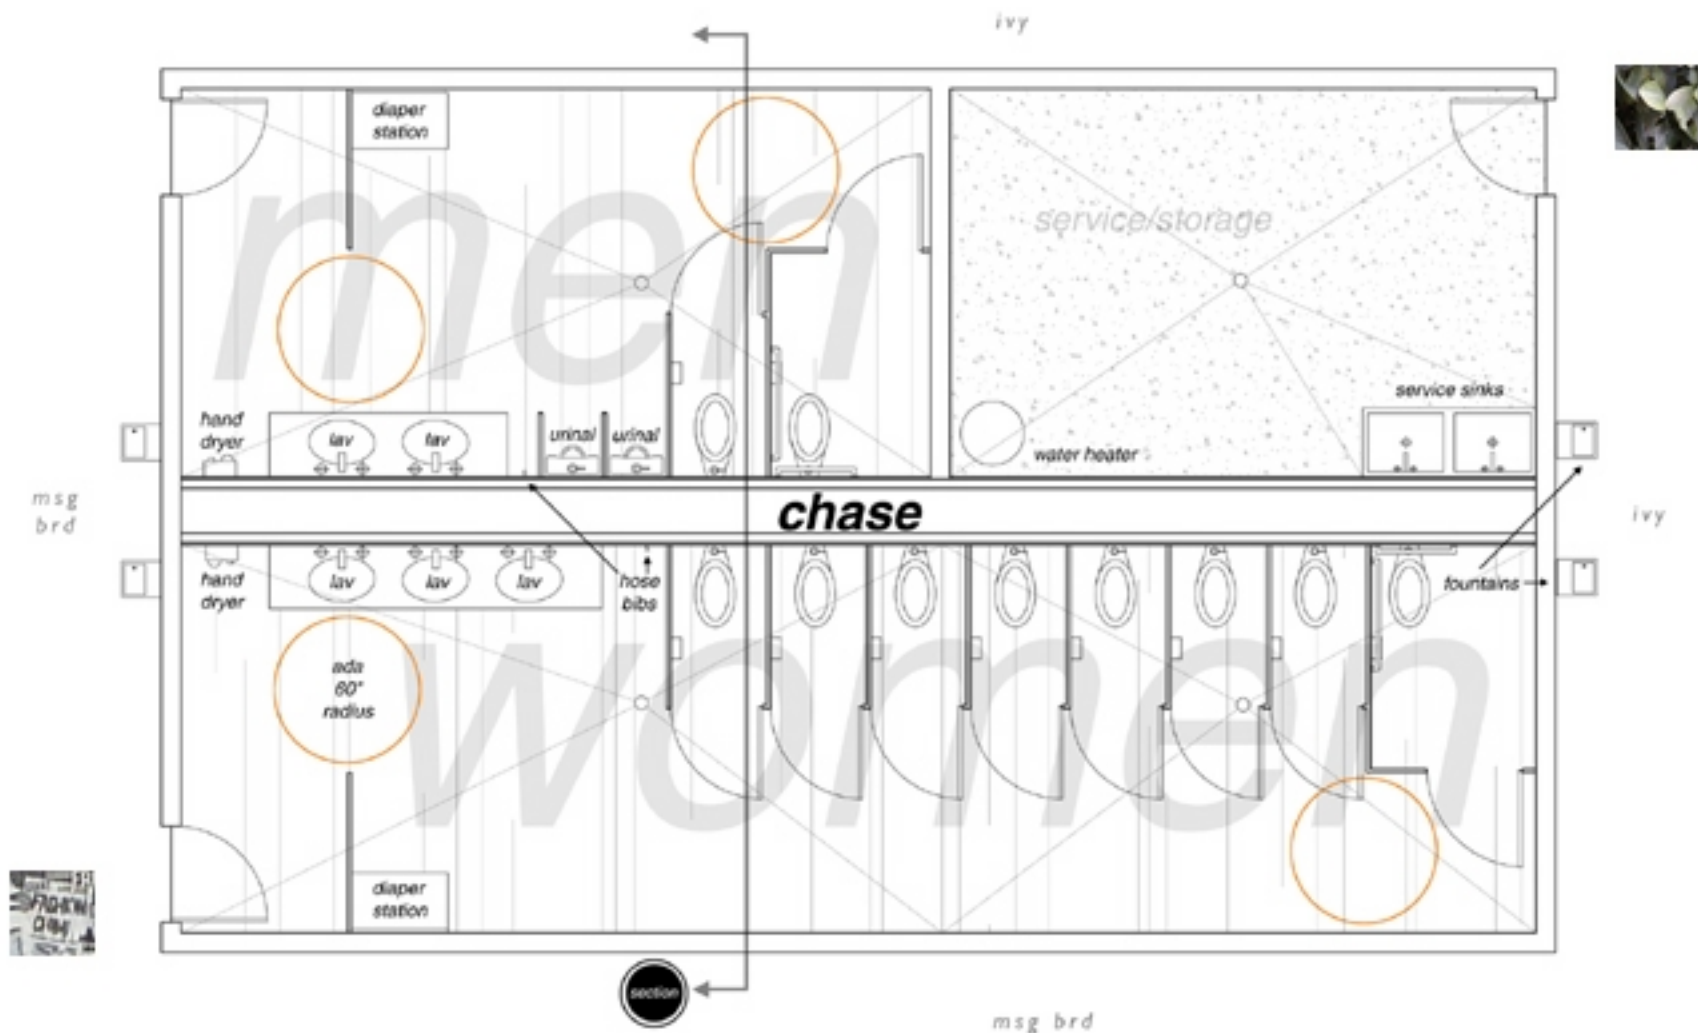 ivy
diaper
station
men
service/storage
service sinks
hand
dryer
lav
lav
urinal
urinal
water heater
msg
brd
chase
ivy
hand
dryer
lav
lav
lav
hose
bibs
fountains
ada
60"
radius
women
diaper
station
section
msg brd